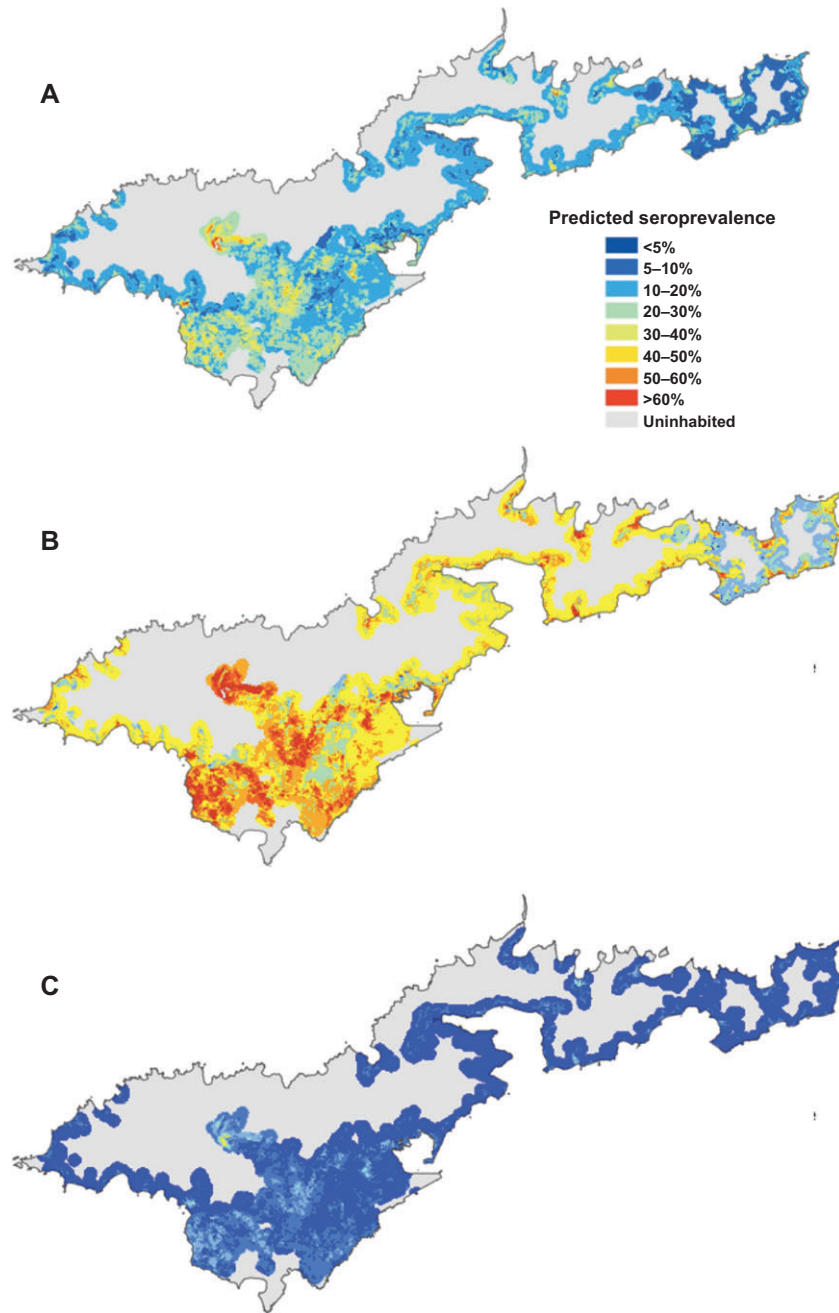 A
Predicted seroprevalence
<5%
5–10%
10–20%
20–30%
30–40%
40–50%
50–60%
>60%
Uninhabited
B
C